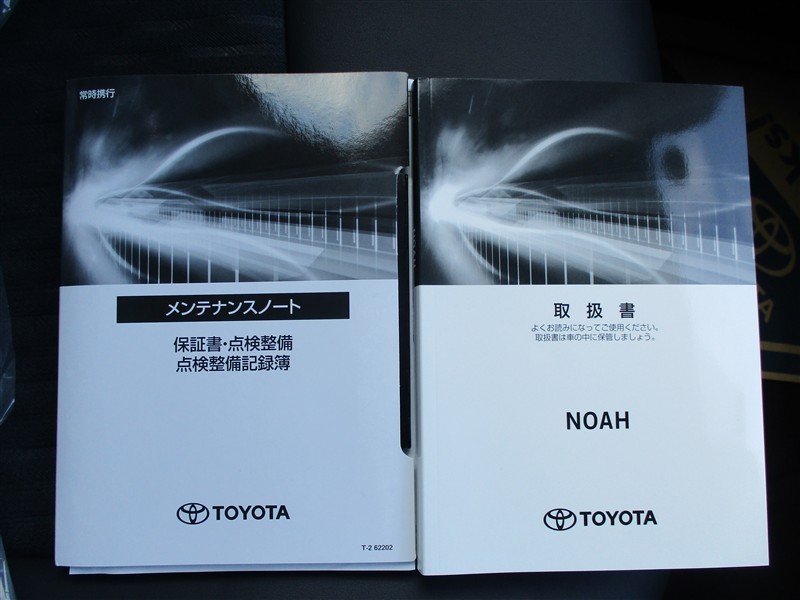 常時携行
メンテナンスノート
保証書・点検整備
点検整備記録簿
TOYOTA
T-2 62202
取扱書
よくお読みになってご使用ください。
取扱書は車の中に保管しましょう。
NOAH
TOYOTA